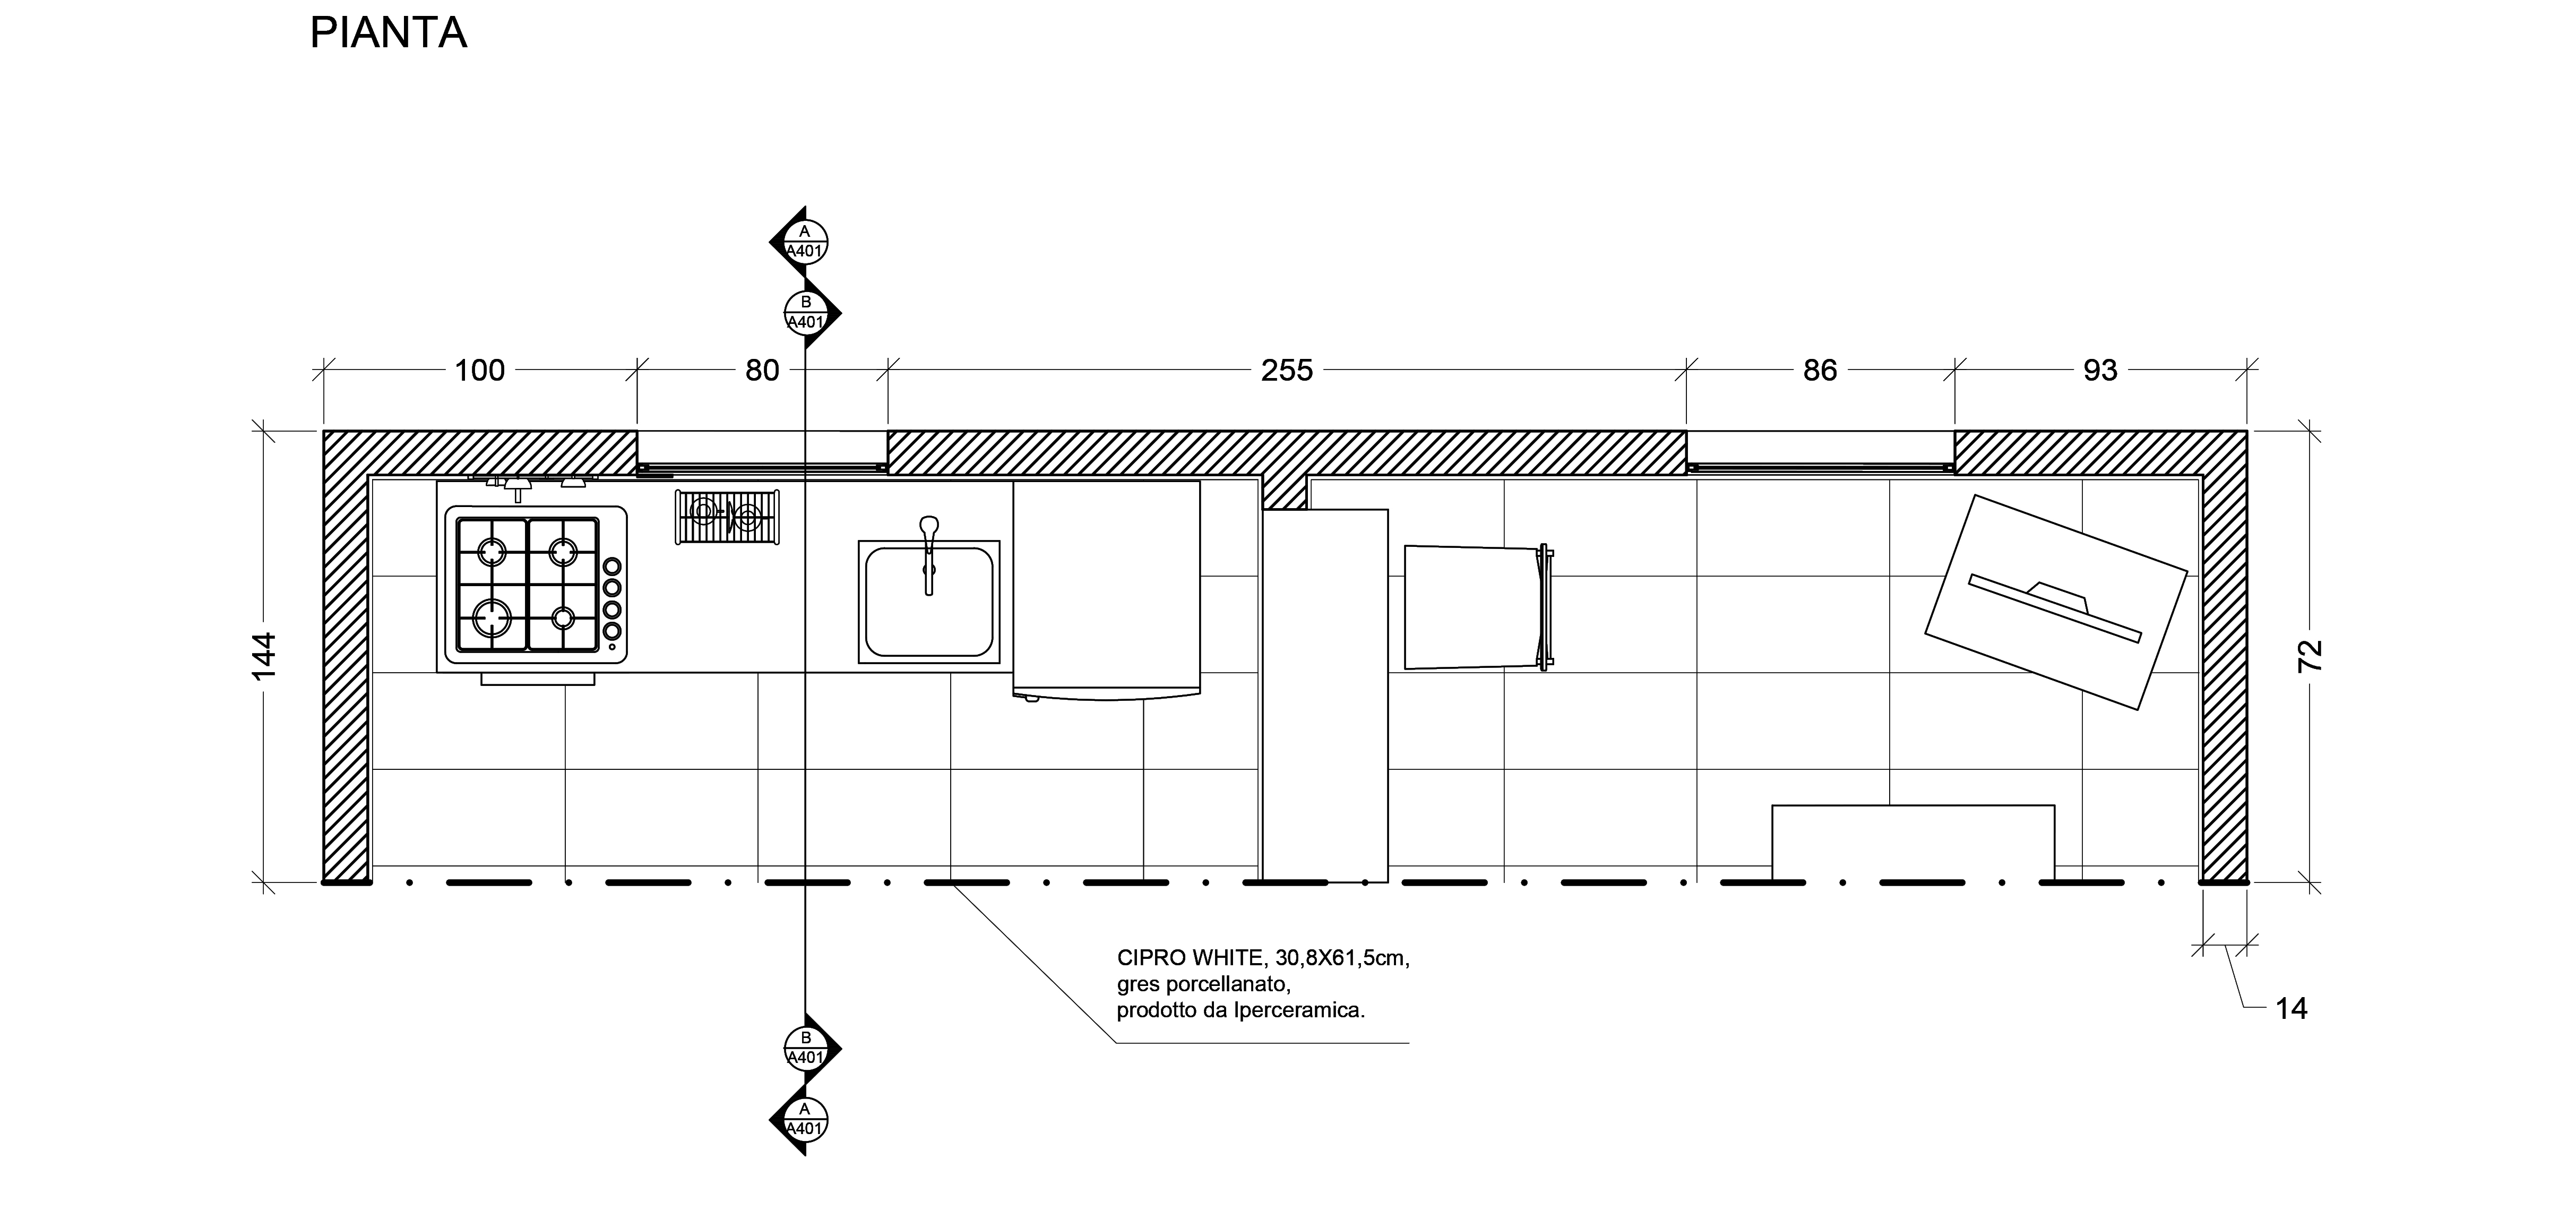 PIANTA
A
A401
B
A401
100
80
255
86
93
144
72
CIPRO WHITE, 30,8X61,5cm,
gres porcellanato,
prodotto da Iperceramica.
14
B
A401
A
A401